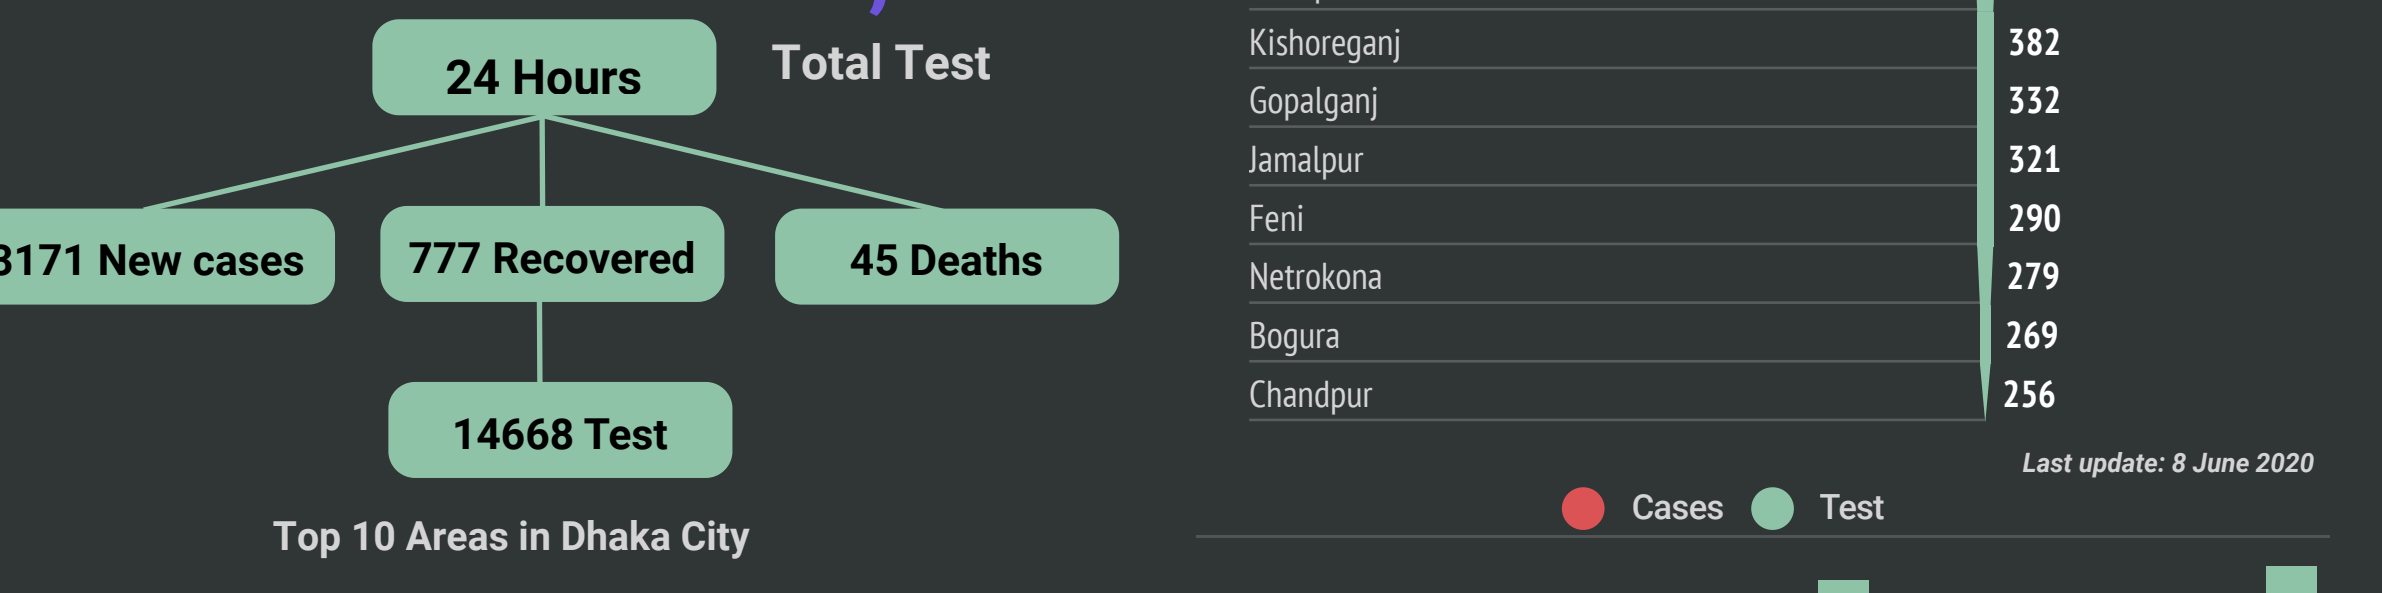 24 Hours
Total Test
3171 New cases
777 Recovered
45 Deaths
14668 Test
Top 10 Areas in Dhaka City
Kishoreganj 382
Gopalganj 332
Jamalpur 321
Feni 290
Netrokona 279
Bogura 269
Chandpur 256
Last update: 8 June 2020
Cases Test